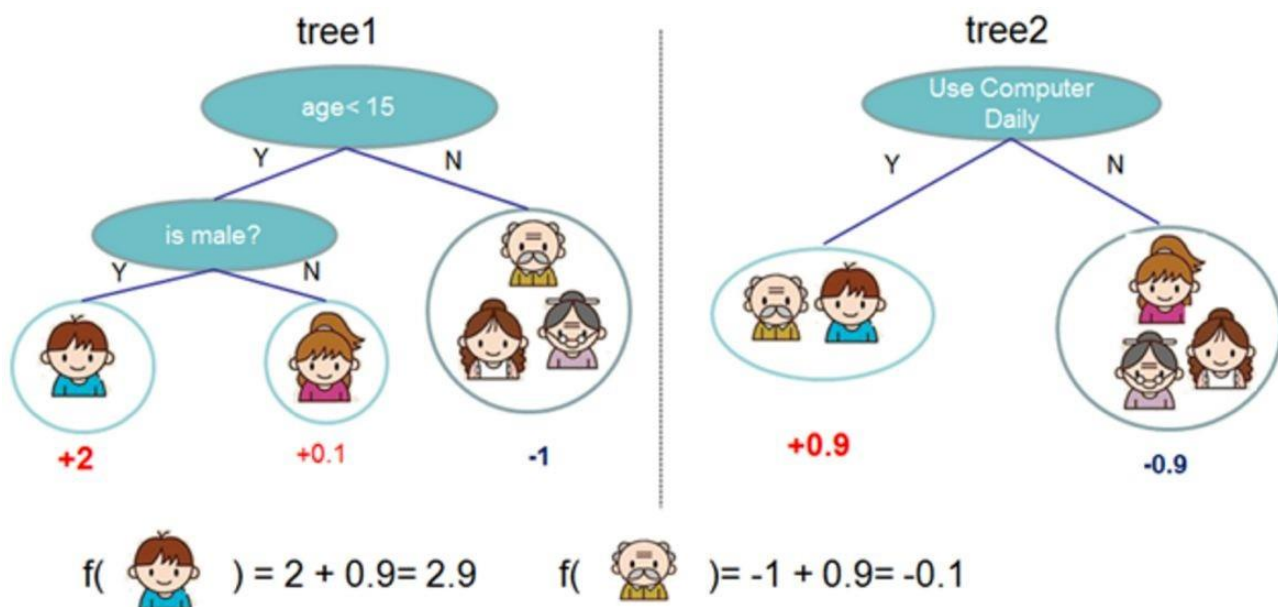 tree1
tree2
age< 15
Use Computer
Daily
Y
N
Y
N
is male?
Y
N
+2
+0.1
-1
+0.9
-0.9
f( ) = 2 + 0.9= 2.9
f( )= -1 + 0.9= -0.1